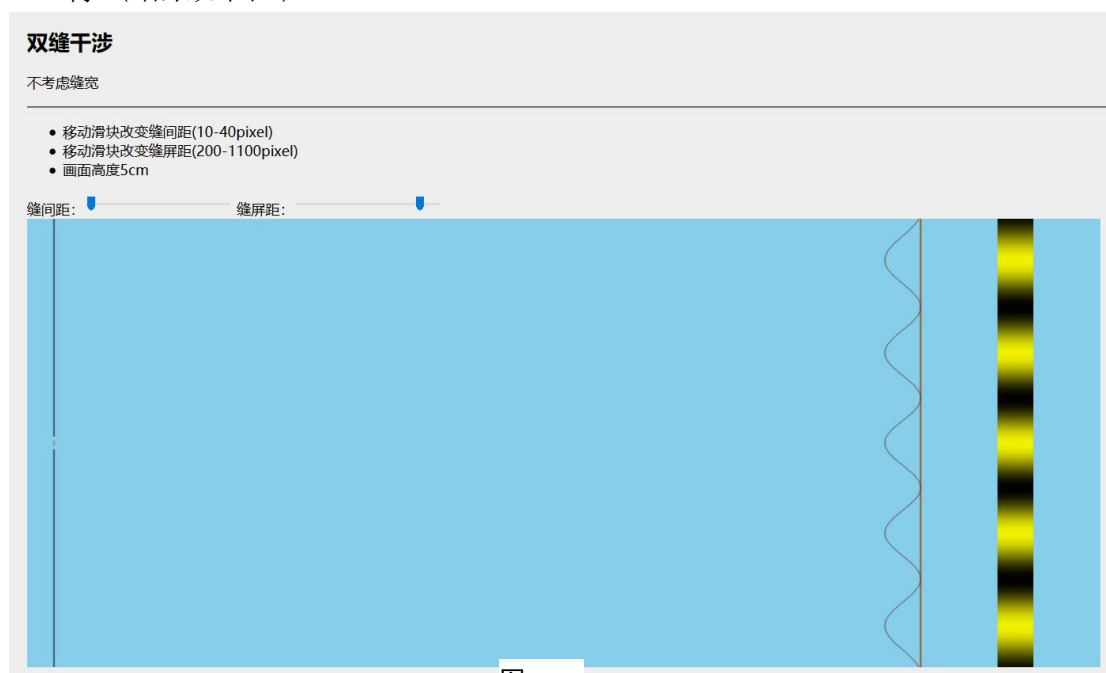 双缝干涉
不考虑缝宽
移动滑块改变缝间距(10-40pixel)
移动滑块改变缝屏距(200-1100pixel)
画面高度5cm
缝间距: 缝屏距: